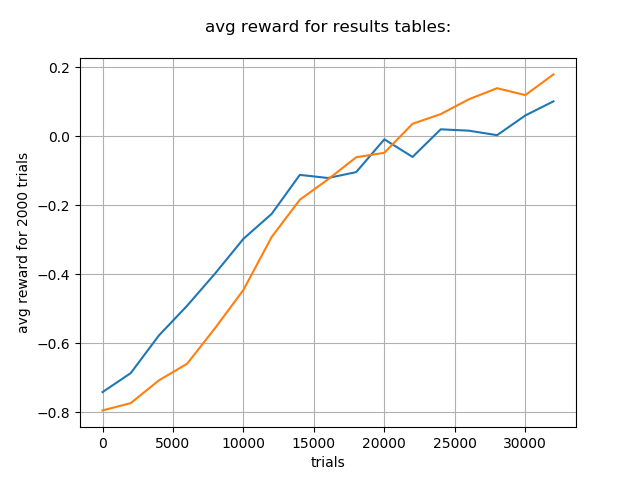 avg reward for results tables:
0.2
0.0
−0.2
−0.4
−0.6
−0.8
avg reward for 2000 trials
0 5000 10000 15000 20000 25000 30000
trials